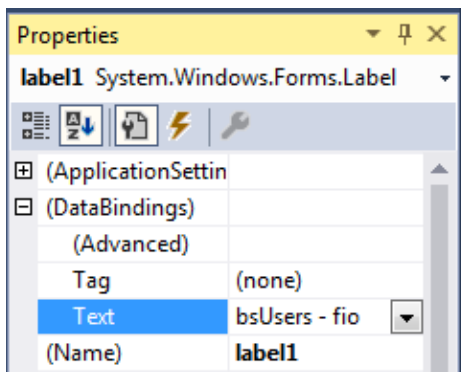 Properties
label1 System.Windows.Forms.Label
(ApplicationSettin
(DataBindings)
(Advanced)
Tag (none)
Text bsUsers - fio
(Name) label1